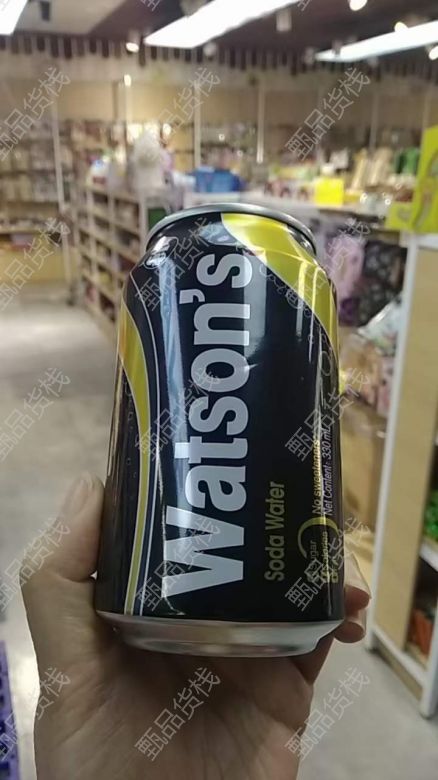 Watson's
Soda Water
No sweeteners
Net Content: 330 mL
甄品货栈